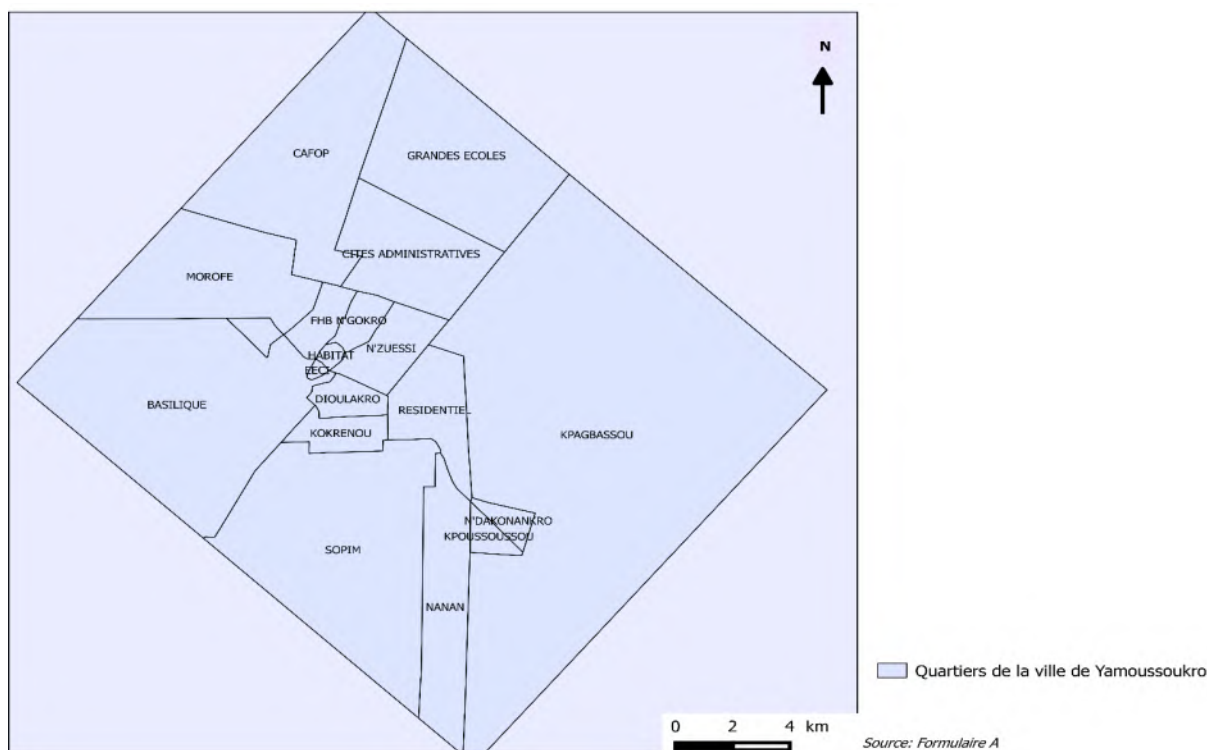 N
CAFOP
GRANDES ECOLES
CITES ADMINISTRATIVES
MOROFE
FHB N'GOKRO
N'ZUESSI
HABITAT
EECI
DIOULAKRO
BASILIQUE
RESIDENTIEL
KOKRENOU
KPAGBASSOU
N'DAKONANKRO
KPOUSSOUSSOU
SOPIM
NANAN
Quartiers de la ville de Yamoussoukro
0 2 4 km
Source: Formulaire A